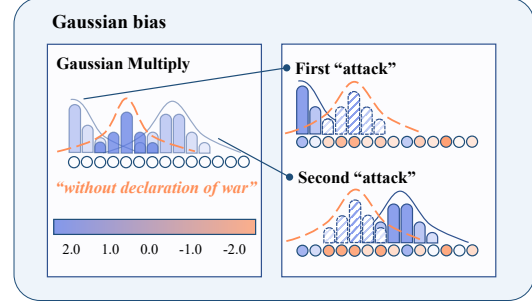 Gaussian bias
Gaussian Multiply
“without declaration of war”
2.0 1.0 0.0 -1.0 -2.0
First “attack”
Second “attack”